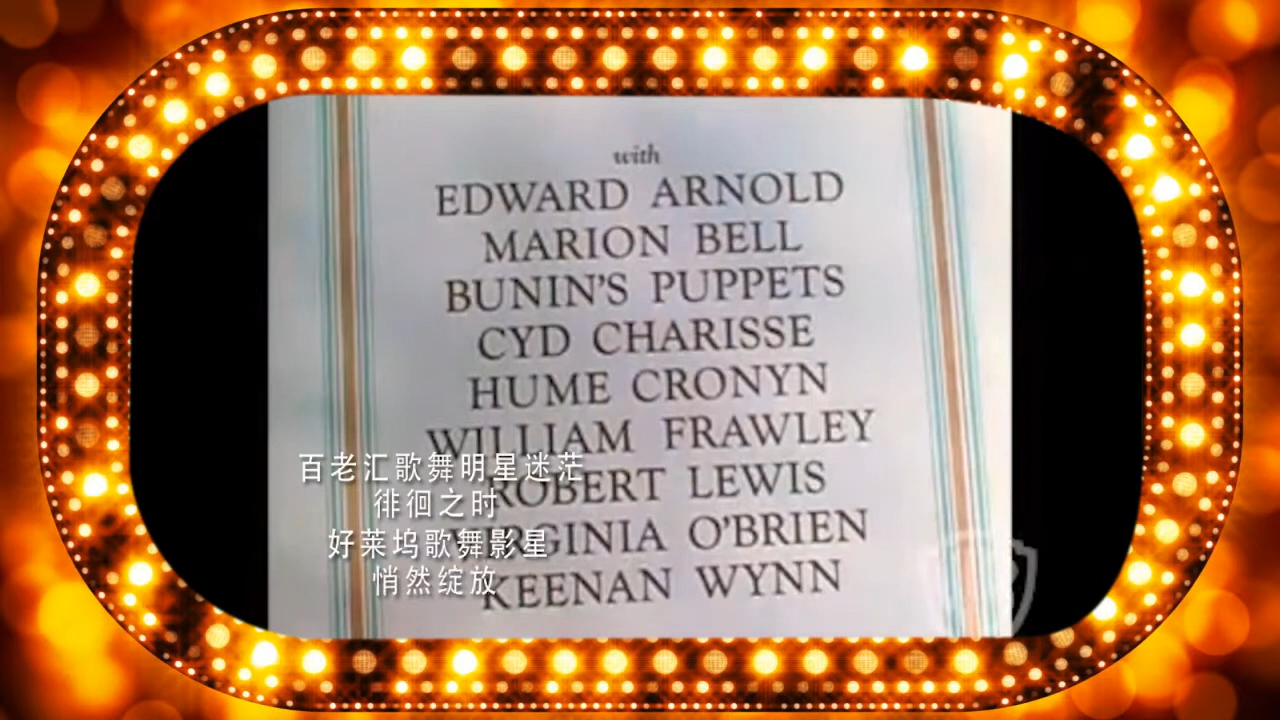 with
EDWARD ARNOLD
MARION BELL
BUNIN'S PUPPETS
CYD CHARISSE
HUME CRONYN
WILLIAM FRAWLEY
百老汇歌舞明星迷茫
ROBERT LEWIS
徘徊之时
VIRGINIA O'BRIEN
好莱坞歌舞影星
KEENAN WYNN
悄然绽放